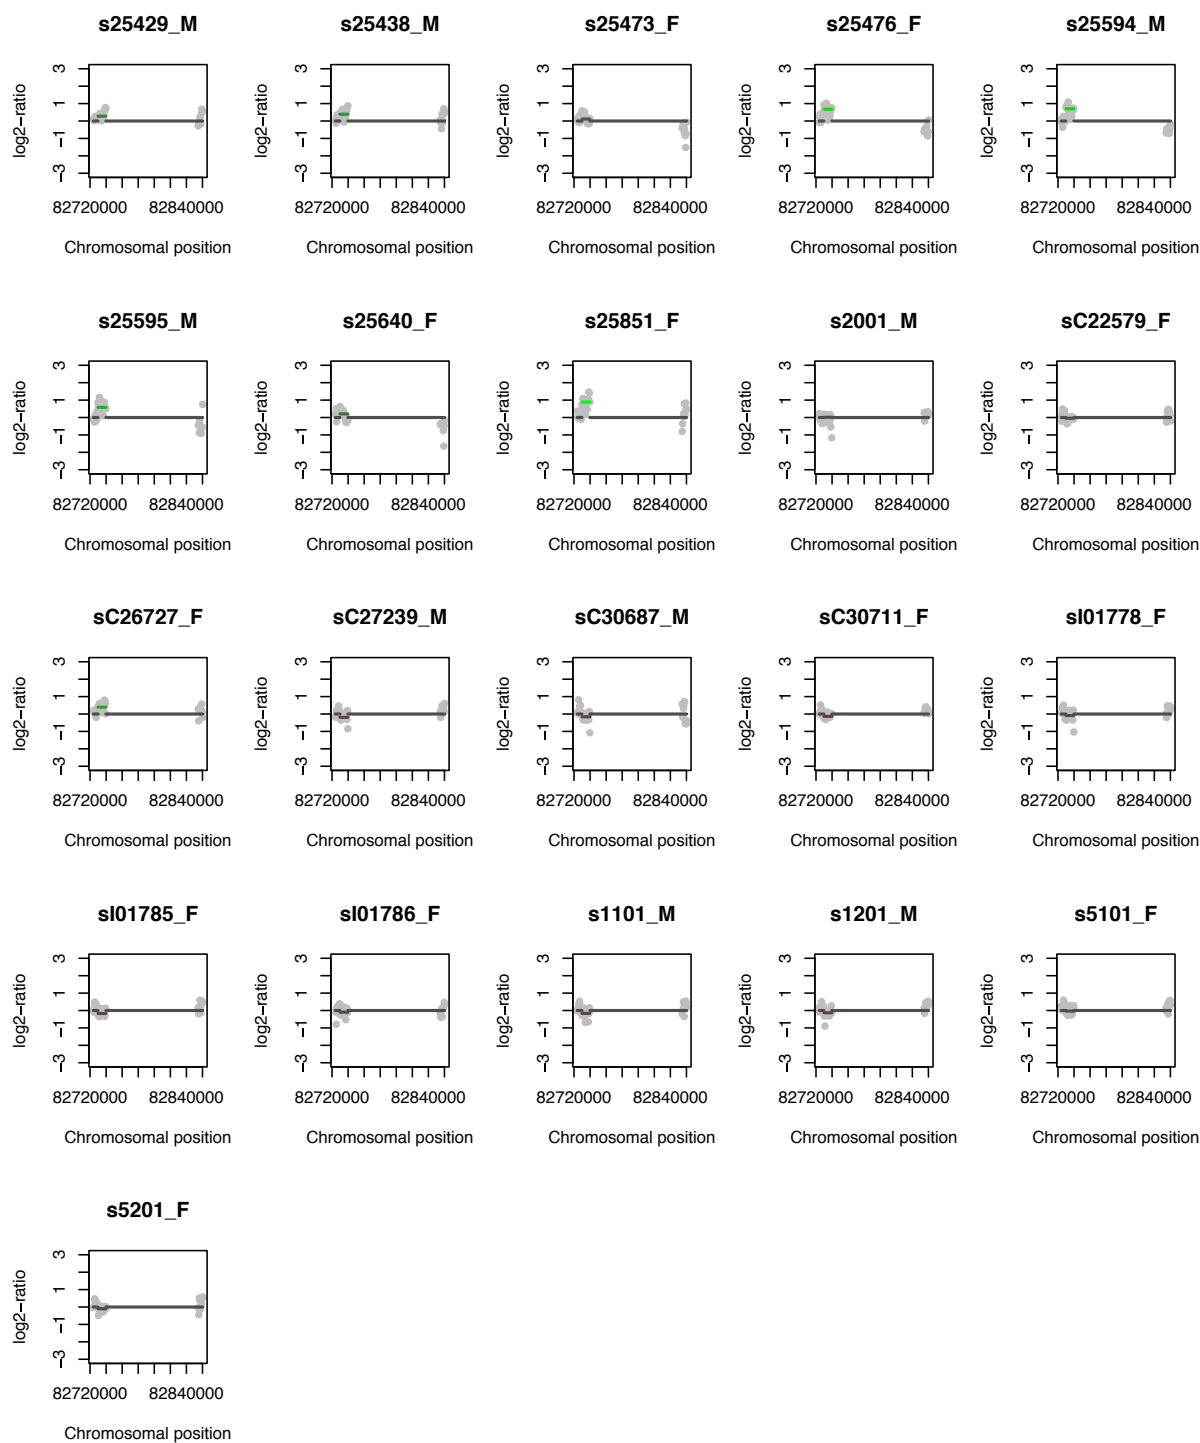 s25429_M s25438_M s25473_F s25476_F s25594_M
log2−ratio log2−ratio log2−ratio log2−ratio log2−ratio
3 3 3 3 3
1 1 1 1 1
−1 −1 −1 −1 −1
−3 −3 −3 −3 −3
82720000 82840000 82720000 82840000 82720000 82840000 82720000 82840000 82720000 82840000
Chromosomal position Chromosomal position Chromosomal position Chromosomal position Chromosomal position
s25595_M s25640_F s25851_F s2001_M sC22579_F
log2−ratio log2−ratio log2−ratio log2−ratio log2−ratio
3 3 3 3 3
1 1 1 1 1
−1 −1 −1 −1 −1
−3 −3 −3 −3 −3
82720000 82840000 82720000 82840000 82720000 82840000 82720000 82840000 82720000 82840000
Chromosomal position Chromosomal position Chromosomal position Chromosomal position Chromosomal position
sC26727_F sC27239_M sC30687_M sC30711_F sI01778_F
log2−ratio log2−ratio log2−ratio log2−ratio log2−ratio
3 3 3 3 3
1 1 1 1 1
−1 −1 −1 −1 −1
−3 −3 −3 −3 −3
82720000 82840000 82720000 82840000 82720000 82840000 82720000 82840000 82720000 82840000
Chromosomal position Chromosomal position Chromosomal position Chromosomal position Chromosomal position
sI01785_F sI01786_F s1101_M s1201_M s5101_F
log2−ratio log2−ratio log2−ratio log2−ratio log2−ratio
3 3 3 3 3
1 1 1 1 1
−1 −1 −1 −1 −1
−3 −3 −3 −3 −3
82720000 82840000 82720000 82840000 82720000 82840000 82720000 82840000 82720000 82840000
Chromosomal position Chromosomal position Chromosomal position Chromosomal position Chromosomal position
s5201_F
log2−ratio
3
1
−1
−3
82720000 82840000
Chromosomal position